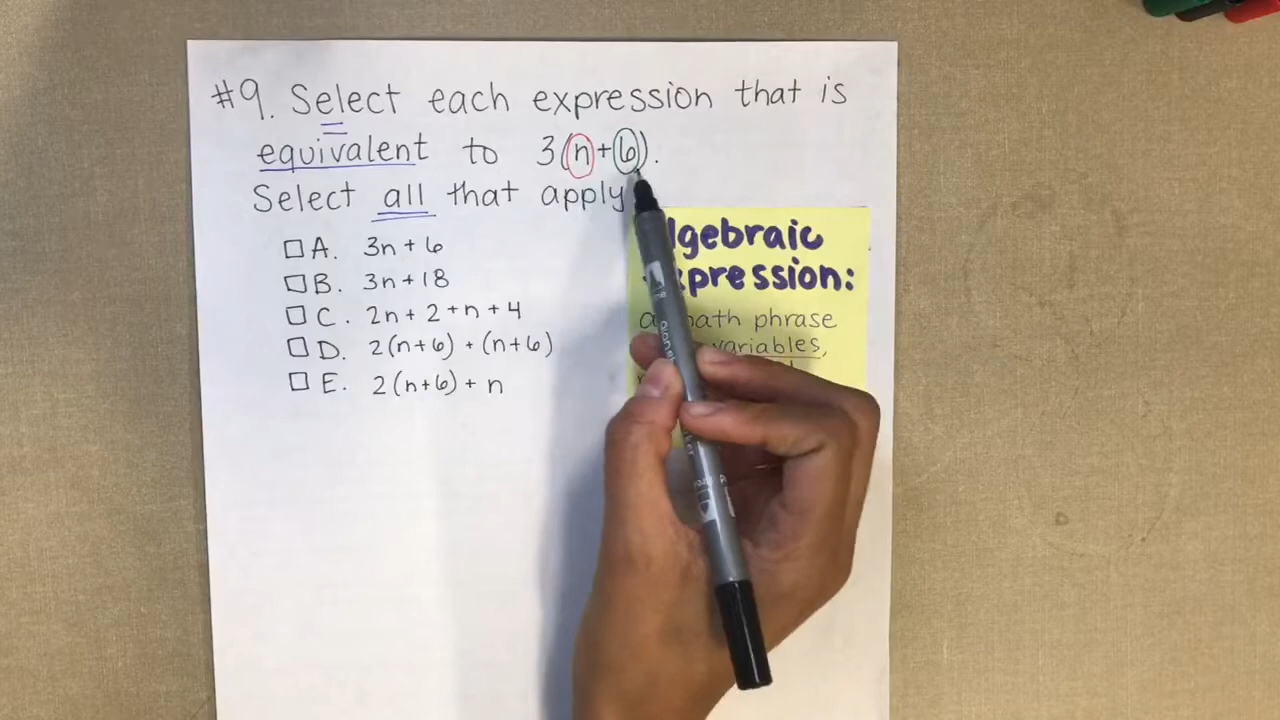 #9. Select each expression that is
equivalent to 3(n+6).
Select all that apply
□ A. 3n + 6
□ B. 3n + 18
□ C. 2n + 2 + n + 4
□ D. 2(n+6) + (n+6)
□ E. 2(n+6) + n
lgebraic
pression:
a math phrase
variables,